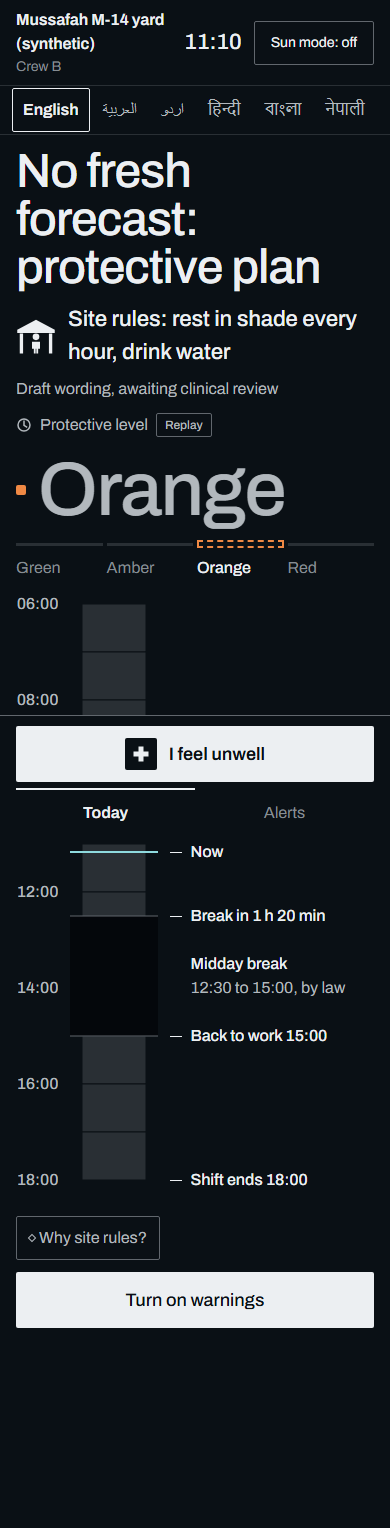 Mussafah M-14 yard
(synthetic)
Crew B
11:10
Sun mode: off
English
العربية
اردو
हिन्दी
বাংলা
नेपाली
No fresh
forecast:
protective plan
Site rules: rest in shade every
hour, drink water
Draft wording, awaiting clinical review
Protective level
Replay
Orange
Green
Amber
Orange
Red
06:00
08:00
I feel unwell
Today
Alerts
Now
12:00
Break in 1 h 20 min
Midday break
14:00
12:30 to 15:00, by law
Back to work 15:00
16:00
18:00
Shift ends 18:00
Why site rules?
Turn on warnings